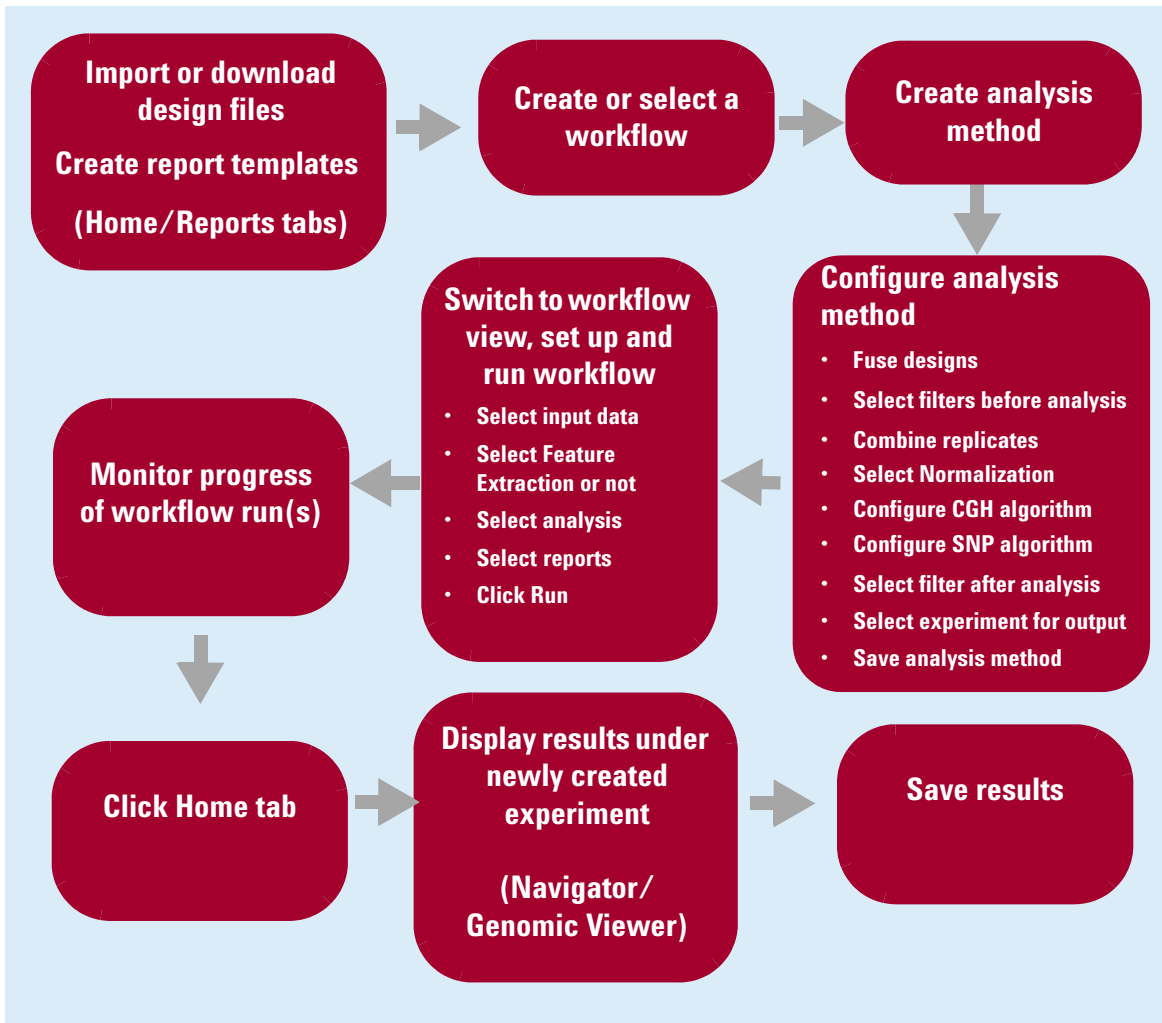 Import or download
design files
Create report templates
(Home/Reports tabs)
Create or select a
workflow
Create analysis
method
Configure analysis
method
• Fuse designs
• Select filters before analysis
• Combine replicates
• Select Normalization
• Configure CGH algorithm
• Configure SNP algorithm
• Select filter after analysis
• Select experiment for output
• Save analysis method
Switch to workflow
view, set up and
run workflow
• Select input data
• Select Feature
Extraction or not
• Select analysis
• Select reports
• Click Run
Monitor progress
of workflow run(s)
Click Home tab
Display results under
newly created
experiment
(Navigator/
Genomic Viewer)
Save results